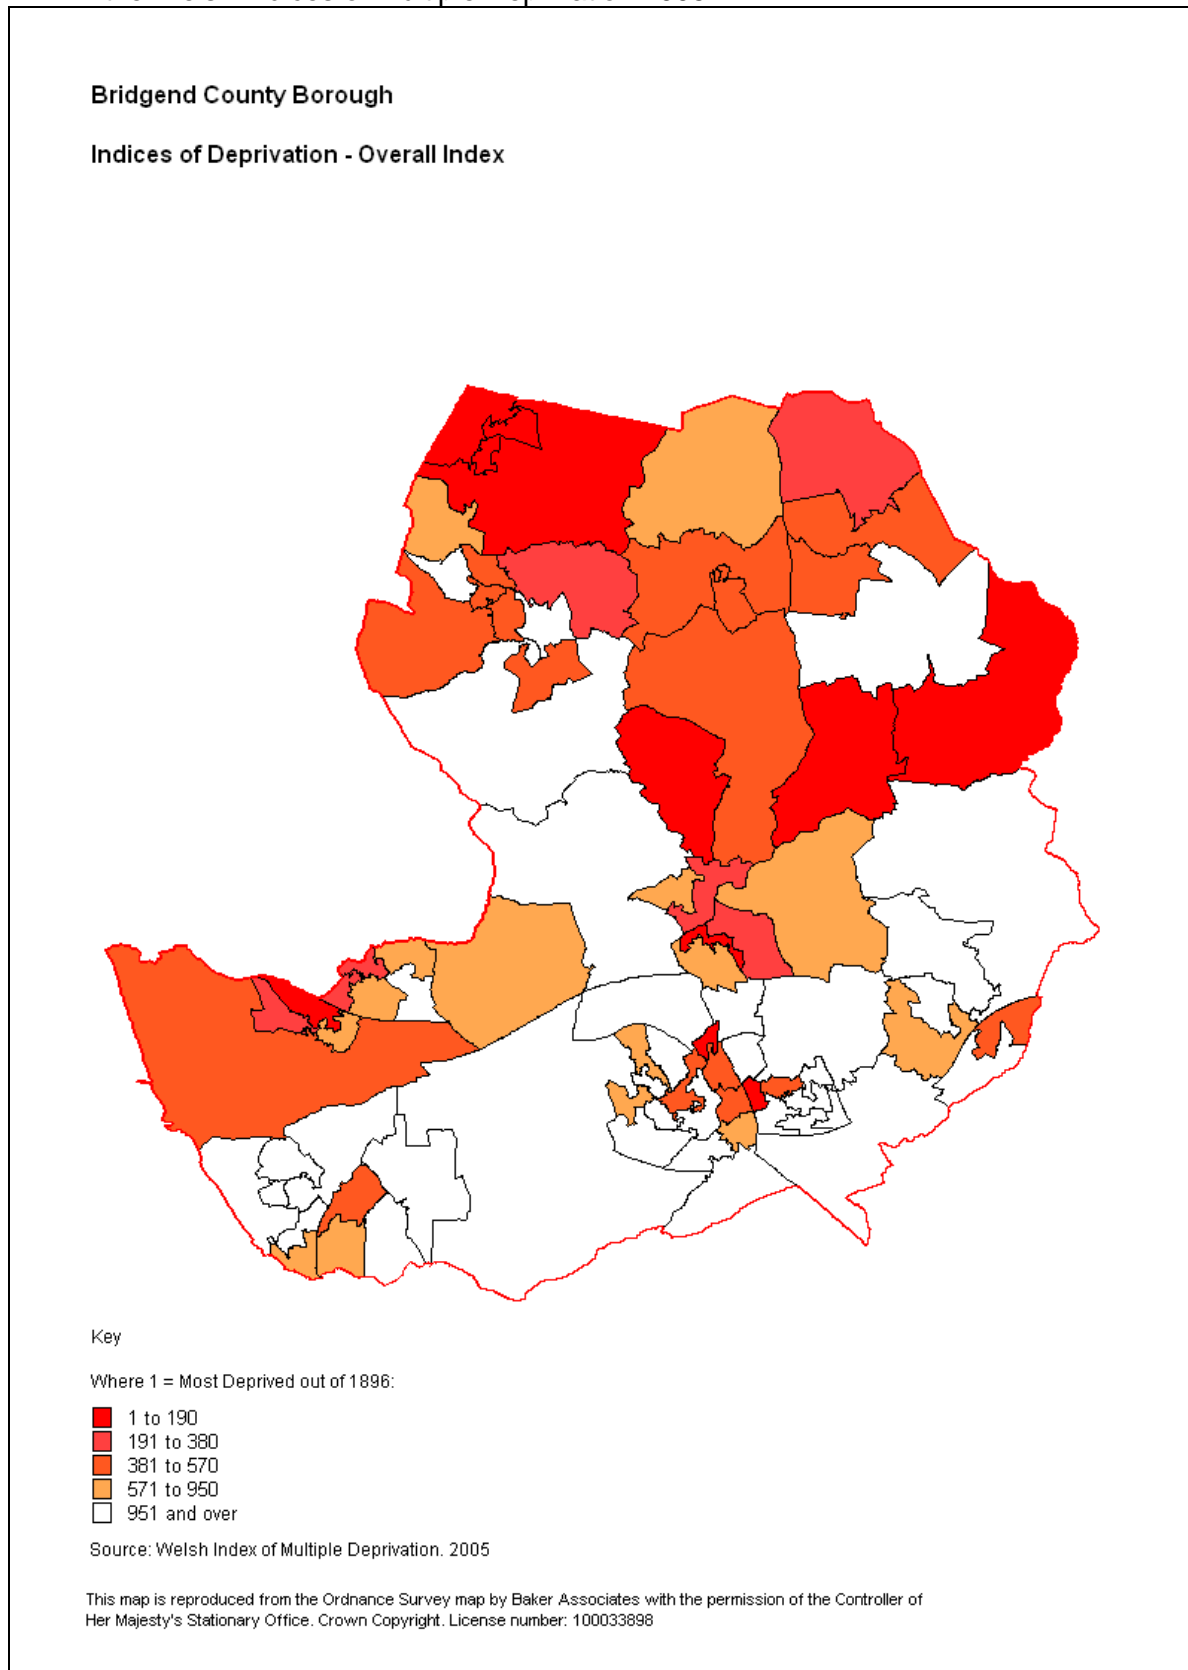 Bridgend County Borough
Indices of Deprivation - Overall Index
Key
Where 1 = Most Deprived out of 1896:
1 to 190
191 to 380
381 to 570
571 to 950
951 and over
Source: Welsh Index of Multiple Deprivation. 2005
This map is reproduced from the Ordnance Survey map by Baker Associates with the permission of the Controller of
Her Majesty's Stationary Office. Crown Copyright. License number: 100033898